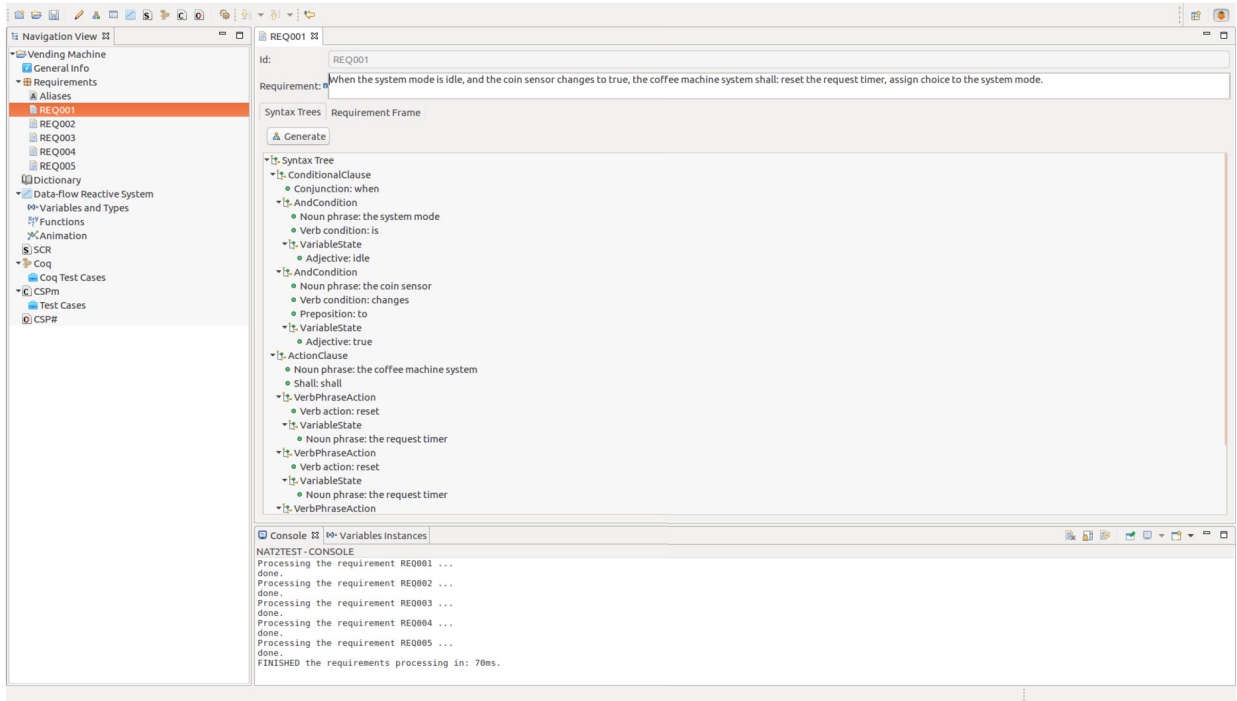 Navigation View
Vending Machine
General Info
Requirements
Aliases
REQ001
REQ002
REQ003
REQ004
REQ005
Dictionary
Data-flow Reactive System
Variables and Types
Functions
Animation
SCR
Coq
Coq Test Cases
CSPm
Test Cases
CSP#
REQ001
Id: REQ001
Requirement: When the system mode is idle, and the coin sensor changes to true, the coffee machine system shall: reset the request timer, assign choice to the system mode.
Syntax Trees Requirement Frame
Generate
Syntax Tree
ConditionalClause
Conjunction: when
AndCondition
Noun phrase: the system mode
Verb condition: is
VariableState
Adjective: idle
AndCondition
Noun phrase: the coin sensor
Verb condition: changes
Preposition: to
VariableState
Adjective: true
ActionClause
Noun phrase: the coffee machine system
Shall: shall
VerbPhraseAction
Verb action: reset
VariableState
Noun phrase: the request timer
VerbPhraseAction
Verb action: reset
VariableState
Noun phrase: the request timer
VerbPhraseAction
Console Variables Instances
NAT2TEST - CONSOLE
Processing the requirement REQ001 ...
done.
Processing the requirement REQ002 ...
done.
Processing the requirement REQ003 ...
done.
Processing the requirement REQ004 ...
done.
Processing the requirement REQ005 ...
done.
FINISHED the requirements processing in: 70ms.